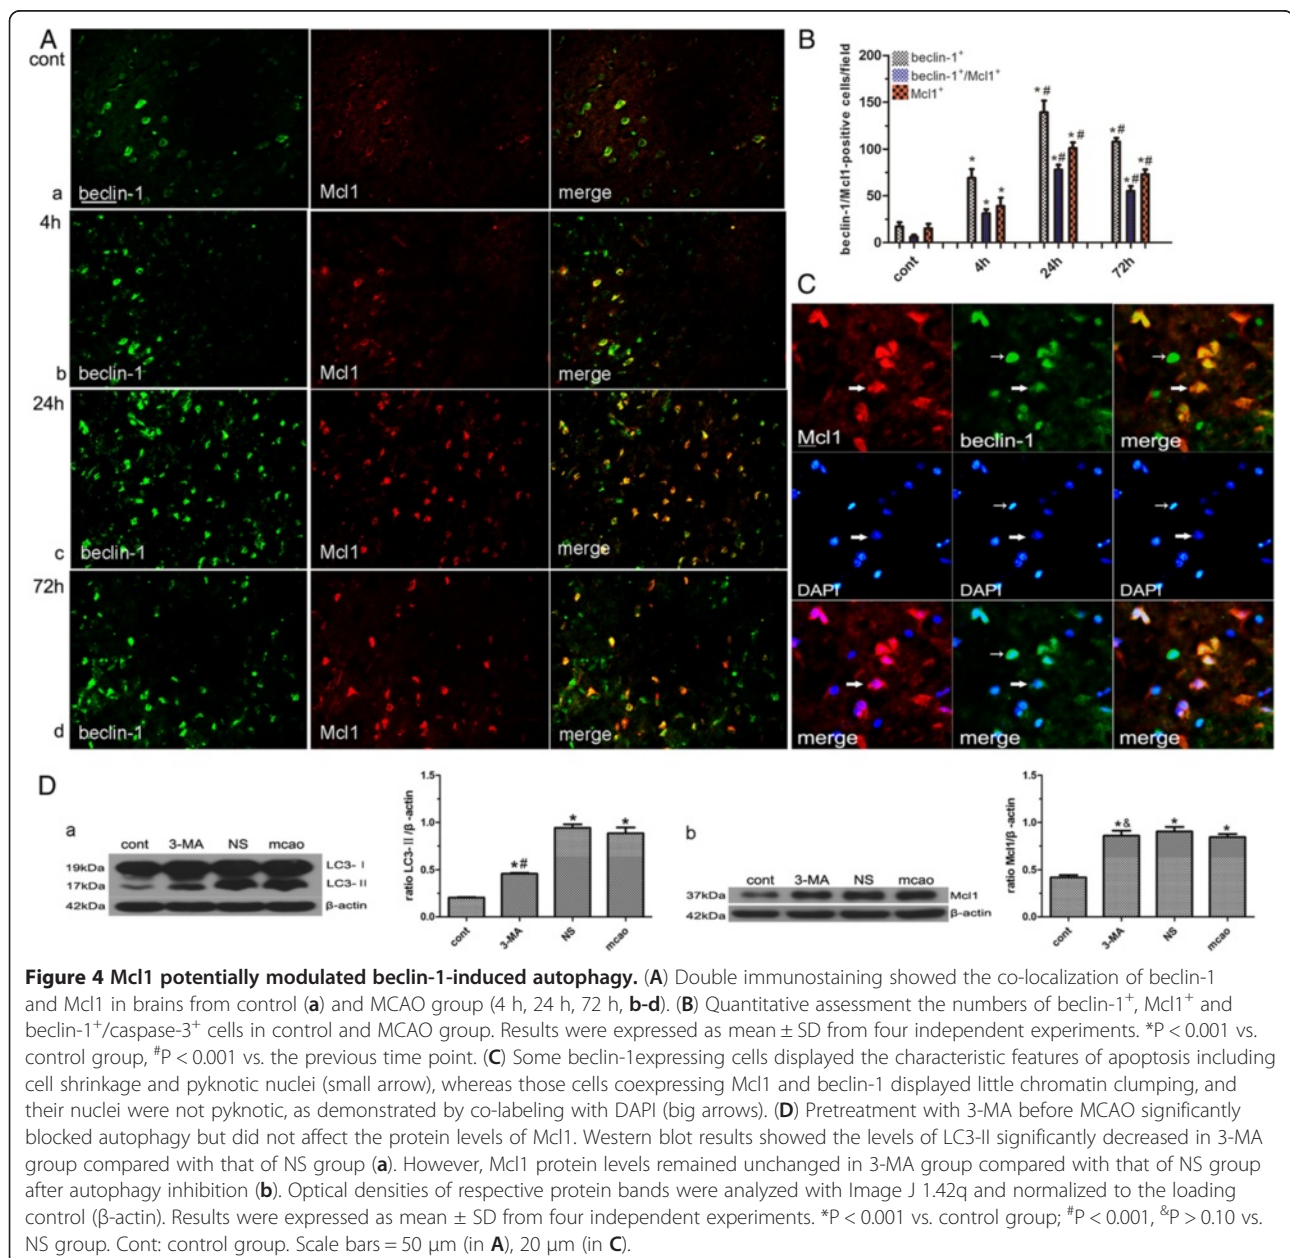 A
cont
a
beclin-1
Mcl1
merge
4h
b
beclin-1
Mcl1
merge
24h
c
beclin-1
Mcl1
merge
72h
d
beclin-1
Mcl1
merge
B
beclin-1/Mcl1-positive cells/field
200
150
100
50
0
beclin-1⁺
beclin-1⁺/Mcl1⁺
Mcl1⁺
* * *
*# *# *#
*# *# *#
cont 4h 24h 72h
C
Mcl1
beclin-1
merge
DAPI
DAPI
DAPI
merge
merge
merge
D
a
cont 3-MA NS mcao
19kDa LC3-I
17kDa LC3-II
42kDa β-actin
ratio LC3-II/β-actin
1.5
1.0
0.5
0.0
*# * *
cont 3-MA NS mcao
b
cont 3-MA NS mcao
37kDa Mcl1
42kDa β-actin
ratio Mcl1/β-actin
1.5
1.0
0.5
0.0
*& * *
cont 3-MA NS mcao
Figure 4 Mcl1 potentially modulated beclin-1-induced autophagy. (A) Double immunostaining showed the co-localization of beclin-1
and Mcl1 in brains from control (a) and MCAO group (4 h, 24 h, 72 h, b-d). (B) Quantitative assessment the numbers of beclin-1⁺, Mcl1⁺ and
beclin-1⁺/caspase-3⁺ cells in control and MCAO group. Results were expressed as mean ± SD from four independent experiments. *P < 0.001 vs.
control group, #P < 0.001 vs. the previous time point. (C) Some beclin-1expressing cells displayed the characteristic features of apoptosis including
cell shrinkage and pyknotic nuclei (small arrow), whereas those cells coexpressing Mcl1 and beclin-1 displayed little chromatin clumping, and
their nuclei were not pyknotic, as demonstrated by co-labeling with DAPI (big arrows). (D) Pretreatment with 3-MA before MCAO significantly
blocked autophagy but did not affect the protein levels of Mcl1. Western blot results showed the levels of LC3-II significantly decreased in 3-MA
group compared with that of NS group (a). However, Mcl1 protein levels remained unchanged in 3-MA group compared with that of NS group
after autophagy inhibition (b). Optical densities of respective protein bands were analyzed with Image J 1.42q and normalized to the loading
control (β-actin). Results were expressed as mean ± SD from four independent experiments. *P < 0.001 vs. control group; #P < 0.001, &P > 0.10 vs.
NS group. Cont: control group. Scale bars = 50 μm (in A), 20 μm (in C).